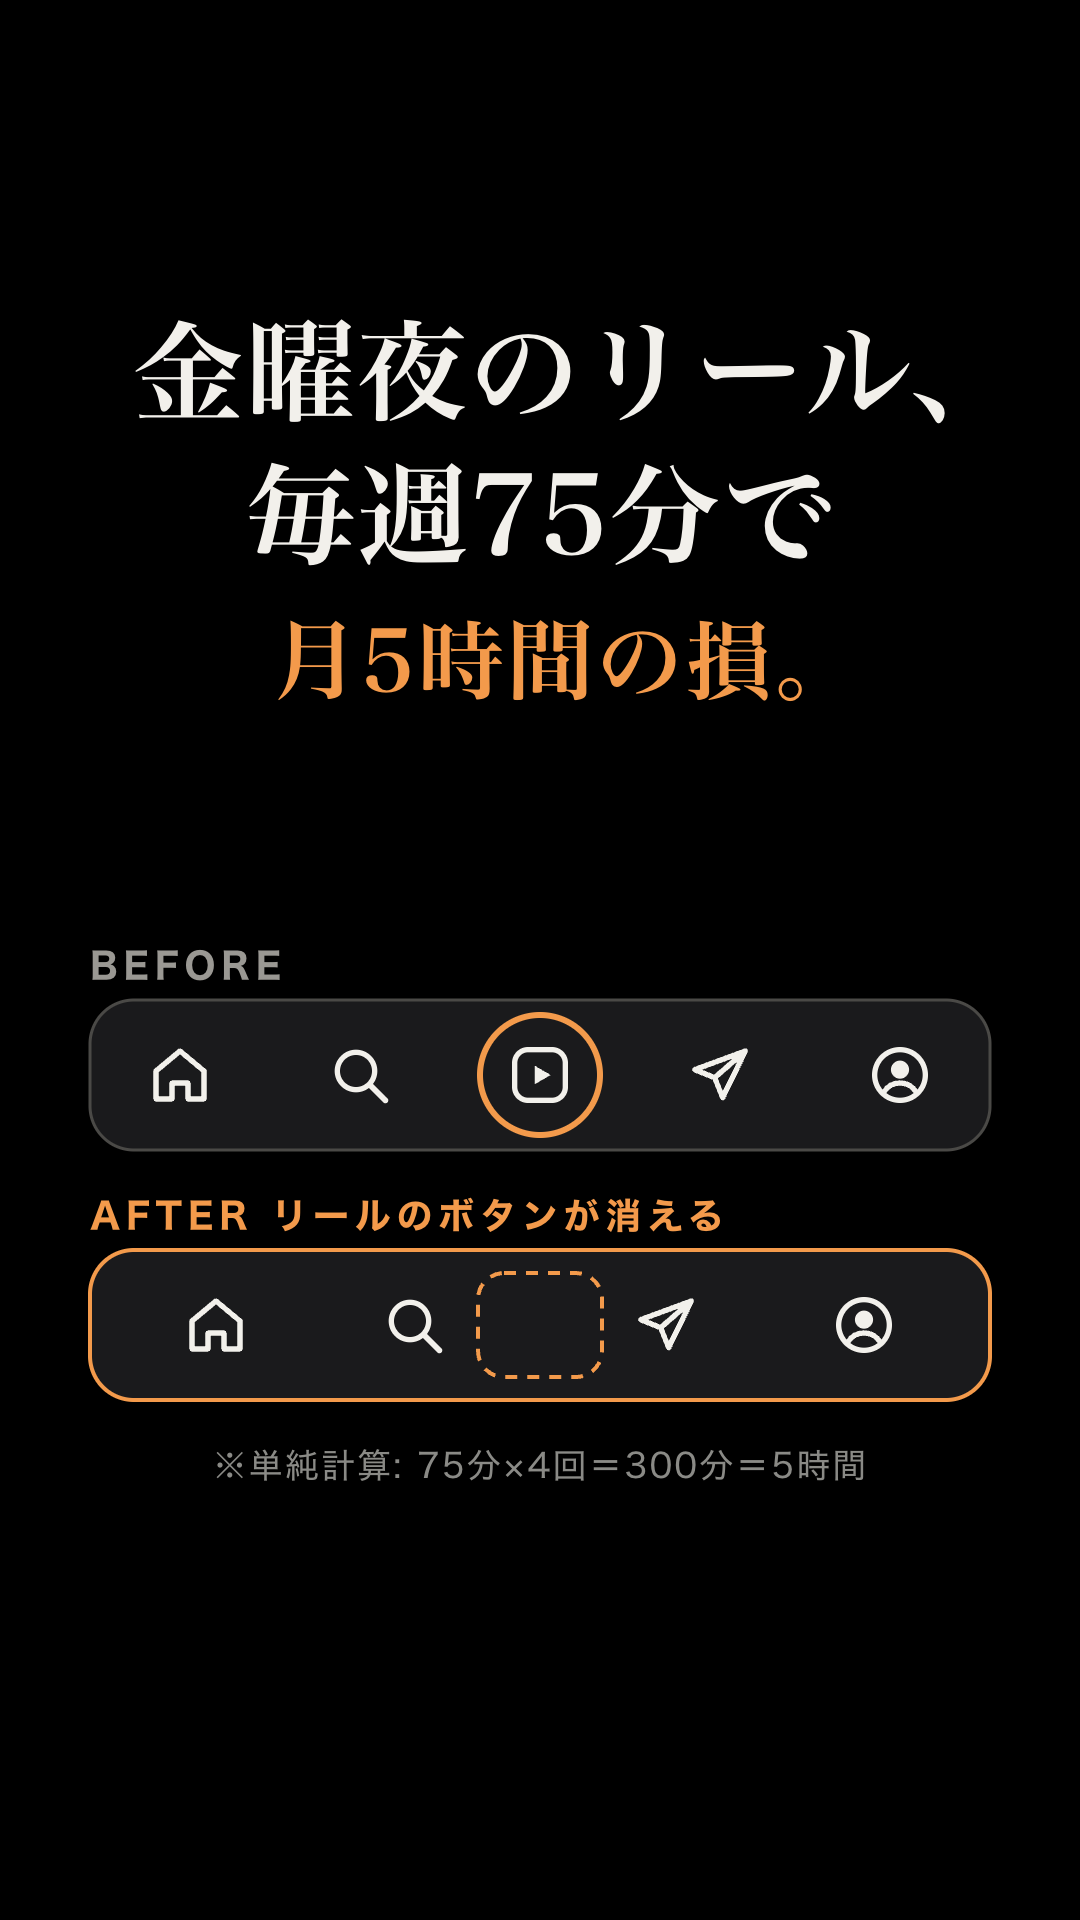 金曜夜のリール、
毎週75分で
月5時間の損。
BEFORE
AFTER リールのボタンが消える
※単純計算: 75分×4回＝300分＝5時間